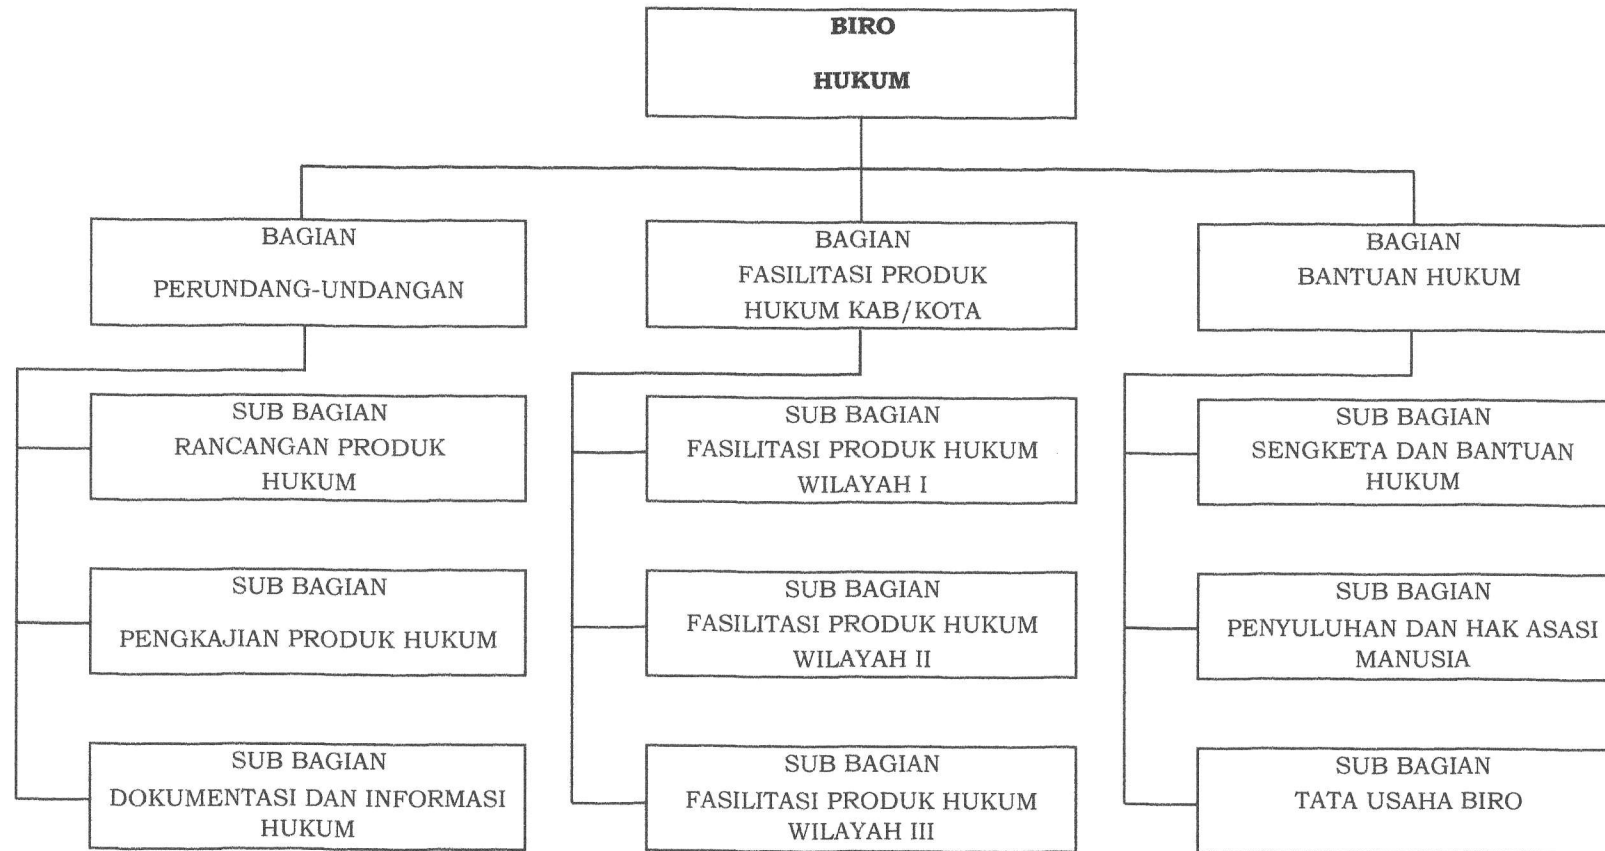 BIRO
HUKUM
BAGIAN
PERUNDANG-UNDANGAN
BAGIAN
FASILITASI PRODUK
HUKUM KAB/KOTA
BAGIAN
BANTUAN HUKUM
SUB BAGIAN
RANCANGAN PRODUK
HUKUM
SUB BAGIAN
FASILITASI PRODUK HUKUM
WILAYAH I
SUB BAGIAN
SENGKETA DAN BANTUAN
HUKUM
SUB BAGIAN
PENGKAJIAN PRODUK HUKUM
SUB BAGIAN
FASILITASI PRODUK HUKUM
WILAYAH II
SUB BAGIAN
PENYULUHAN DAN HAK ASASI
MANUSIA
SUB BAGIAN
DOKUMENTASI DAN INFORMASI
HUKUM
SUB BAGIAN
FASILITASI PRODUK HUKUM
WILAYAH III
SUB BAGIAN
TATA USAHA BIRO